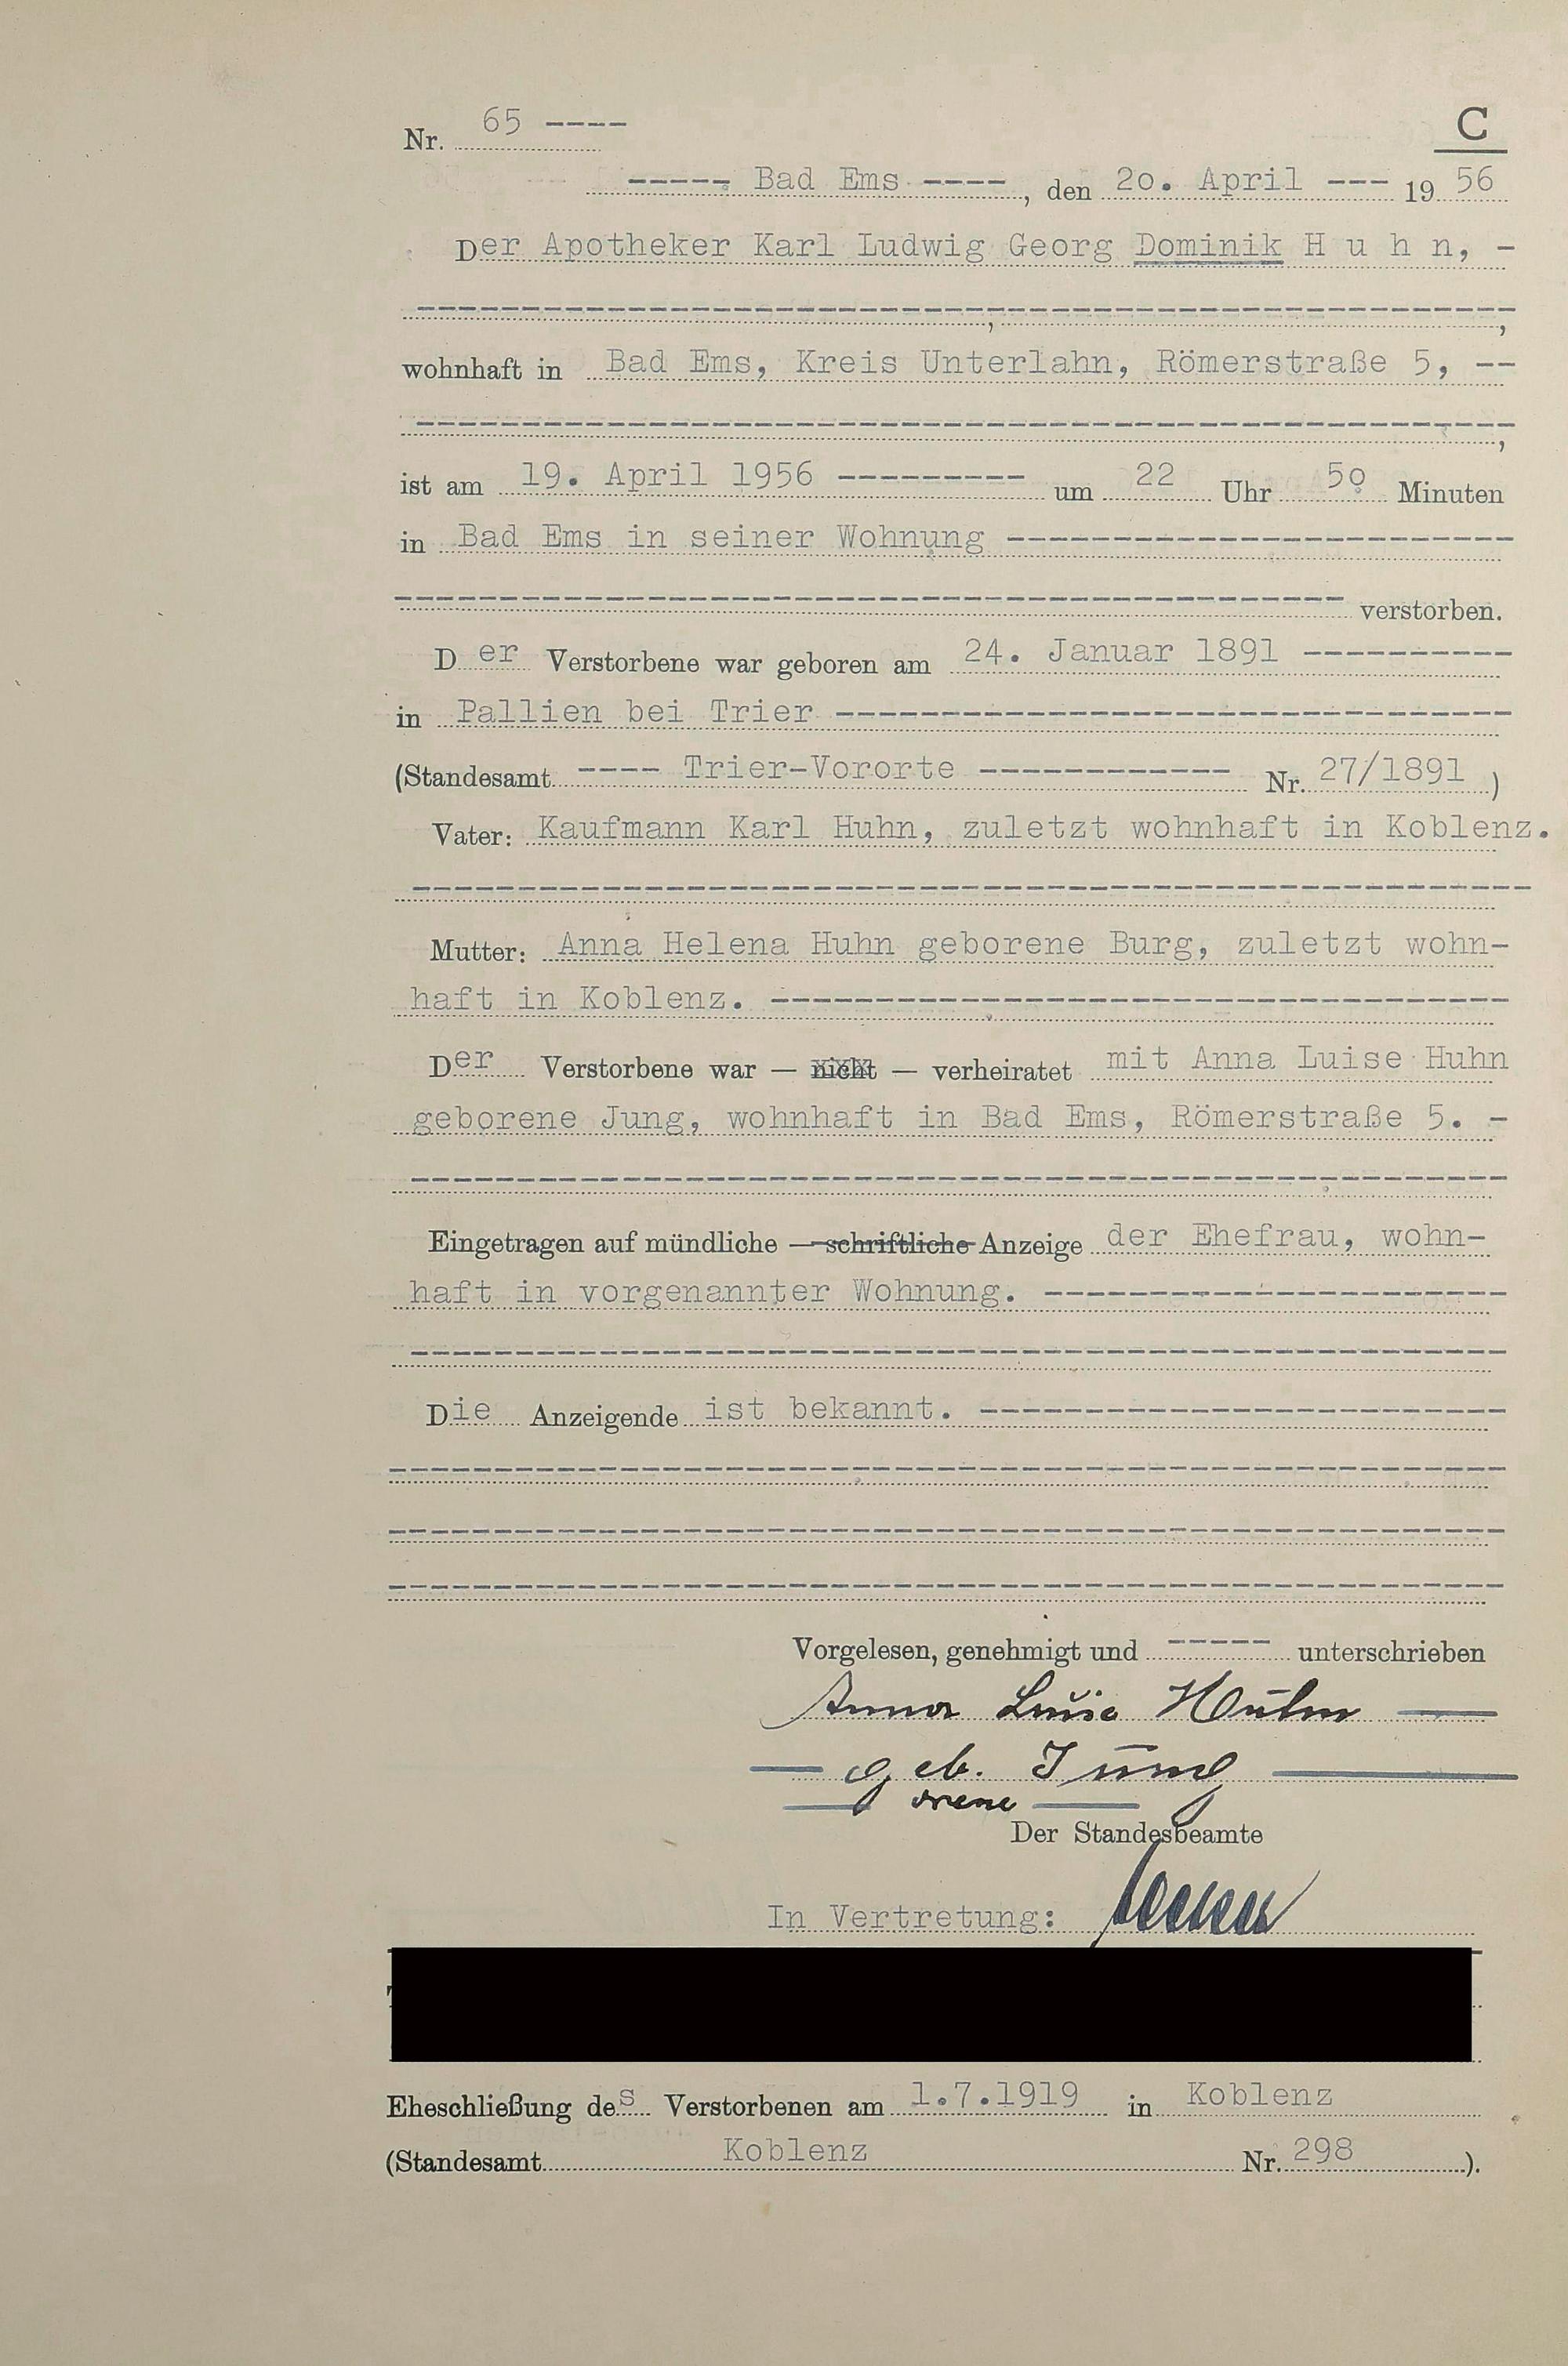 Nr. 65 ----
C
----- Bad Ems ----, den 20. April --- 19 56
Der Apotheker Karl Ludwig Georg Dominik H u h n, -
wohnhaft in Bad Ems, Kreis Unterlahn, Römerstraße 5, --
ist am 19. April 1956 --------- um 22 Uhr 50 Minuten
in Bad Ems in seiner Wohnung ------------------------
verstorben.
Der Verstorbene war geboren am 24. Januar 1891 ----------
in Pallien bei Trier --------------------------------
(Standesamt ---- Trier-Vororte ------------ Nr. 27/1891 )
Vater: Kaufmann Karl Huhn, zuletzt wohnhaft in Koblenz.
Mutter: Anna Helena Huhn geborene Burg, zuletzt wohn-
haft in Koblenz. -----------------------------------
Der Verstorbene war — nicht — verheiratet mit Anna Luise Huhn
geborene Jung, wohnhaft in Bad Ems, Römerstraße 5. -
Eingetragen auf mündliche — schriftliche Anzeige der Ehefrau, wohn-
haft in vorgenannter Wohnung. ----------------------
Die Anzeigende ist bekannt. -------------------------
Vorgelesen, genehmigt und ----- unterschrieben
Anna Luise Huhn —
— geb. Jung —
— orene —
Der Standesbeamte
In Vertretung:
Eheschließung des Verstorbenen am 1.7.1919 in Koblenz
(Standesamt Koblenz Nr. 298 ).